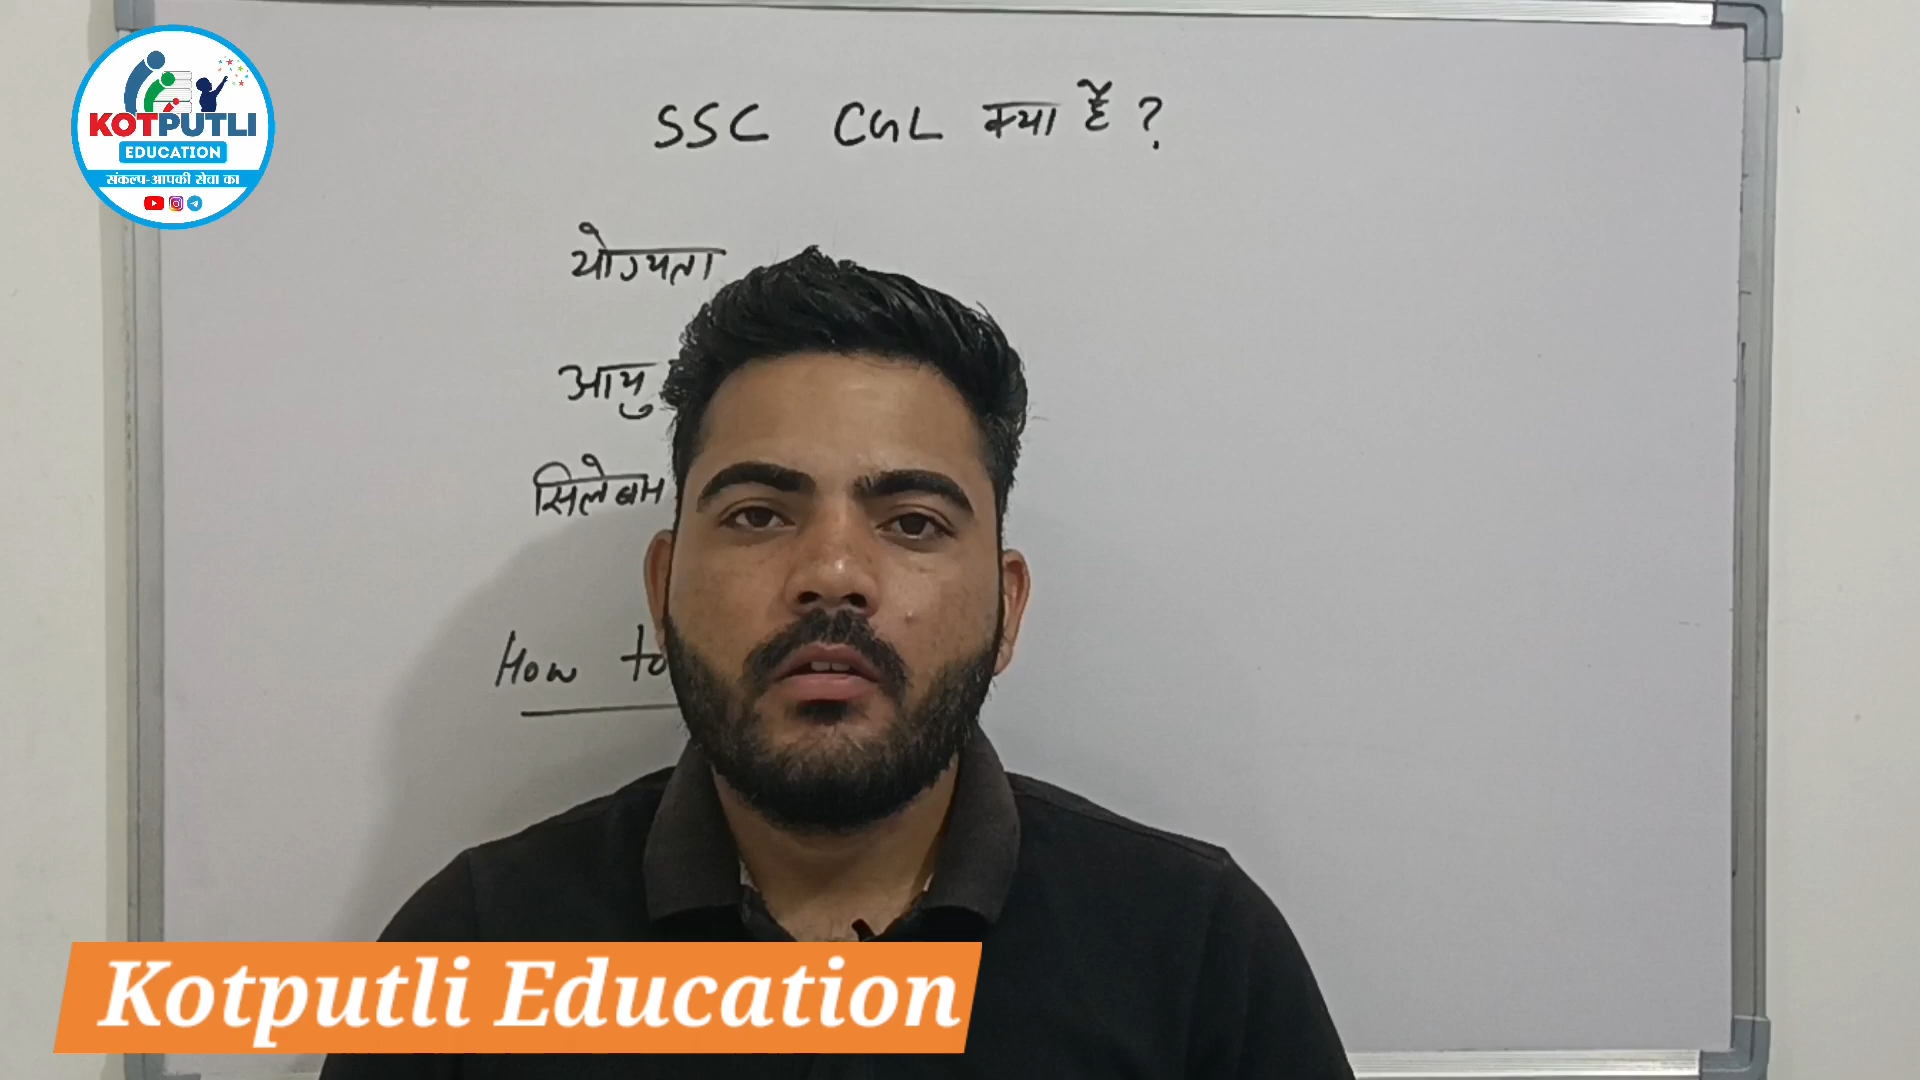 KOTPUTLI
EDUCATION
संकल्प-आपकी सेवा का
SSC CGL क्या है ?
योग्यता
आयु
सिलेबस
How to
Kotputli Education